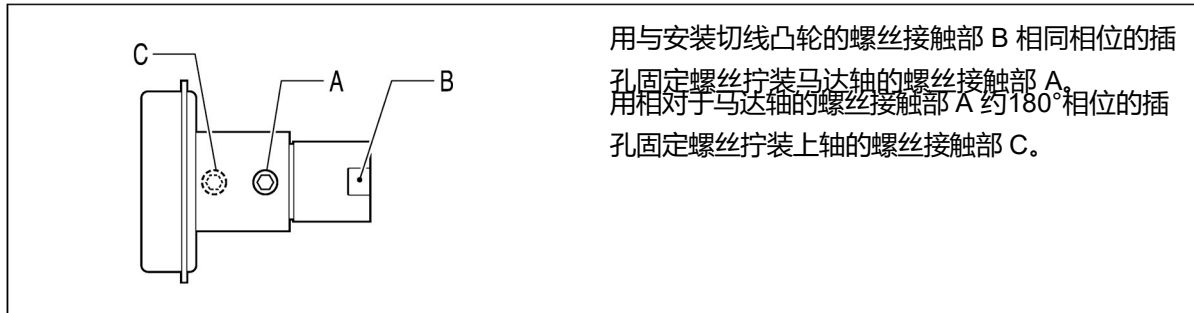 C
A
B
用与安装切线凸轮的螺丝接触部 B 相同相位的插
孔固定螺丝拧装马达轴的螺丝接触部 A。
用相对于马达轴的螺丝接触部 A 约180°相位的插
孔固定螺丝拧装上轴的螺丝接触部 C。